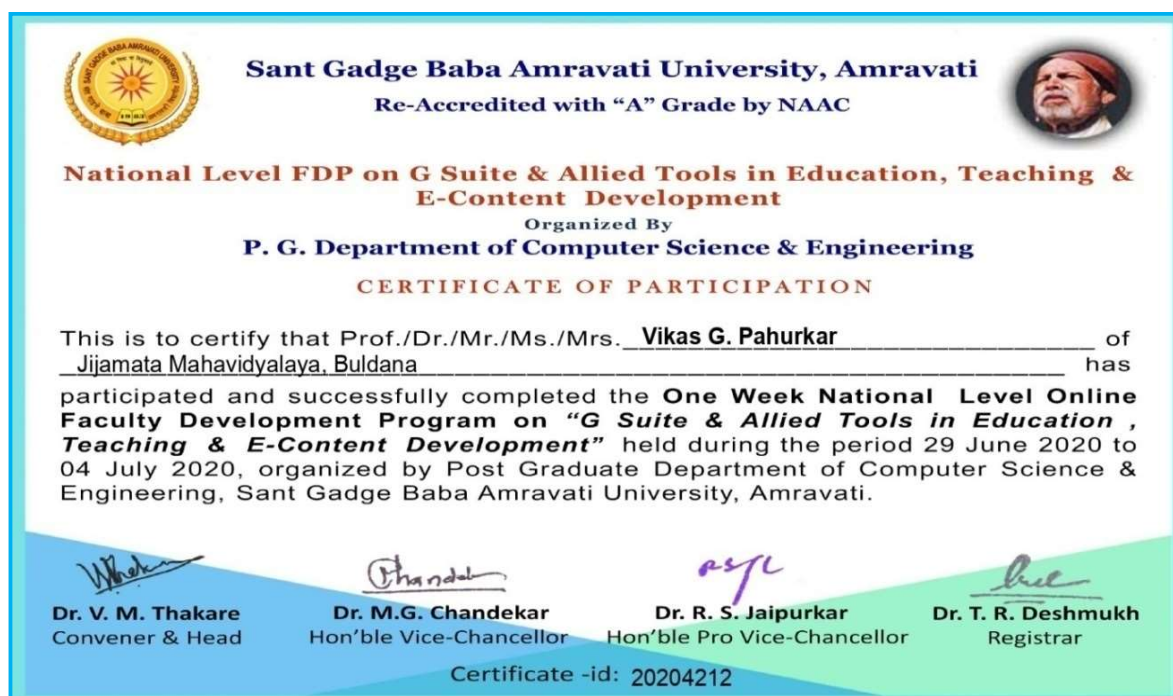 SANT GADGE BABA AMRAVATI UNIVERSITY
Sant Gadge Baba Amravati University, Amravati
Re-Accredited with “A” Grade by NAAC
National Level FDP on G Suite & Allied Tools in Education, Teaching &
E-Content Development
Organized By
P. G. Department of Computer Science & Engineering
CERTIFICATE OF PARTICIPATION
This is to certify that Prof./Dr./Mr./Ms./Mrs. Vikas G. Pahurkar of
Jijamata Mahavidyalaya, Buldana has
participated and successfully completed the One Week National Level Online
Faculty Development Program on “G Suite & Allied Tools in Education ,
Teaching & E-Content Development” held during the period 29 June 2020 to
04 July 2020, organized by Post Graduate Department of Computer Science &
Engineering, Sant Gadge Baba Amravati University, Amravati.
Dr. V. M. Thakare
Convener & Head
Dr. M.G. Chandekar
Hon’ble Vice-Chancellor
Dr. R. S. Jaipurkar
Hon’ble Pro Vice-Chancellor
Dr. T. R. Deshmukh
Registrar
Certificate -id: 20204212